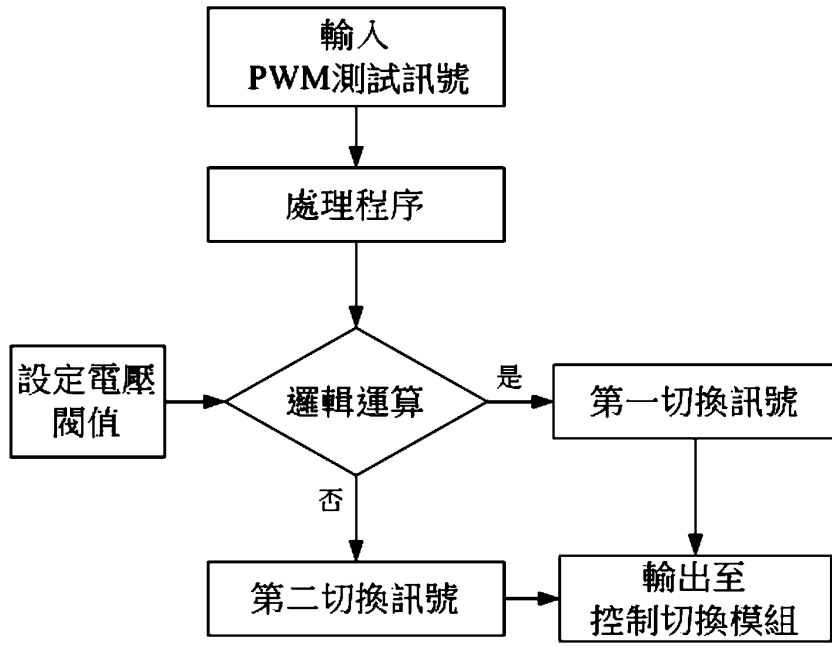 輸入
PWM測試訊號
處理程序
設定電壓
閥值
邏輯運算
是
第一切換訊號
否
第二切換訊號
輸出至
控制切換模組